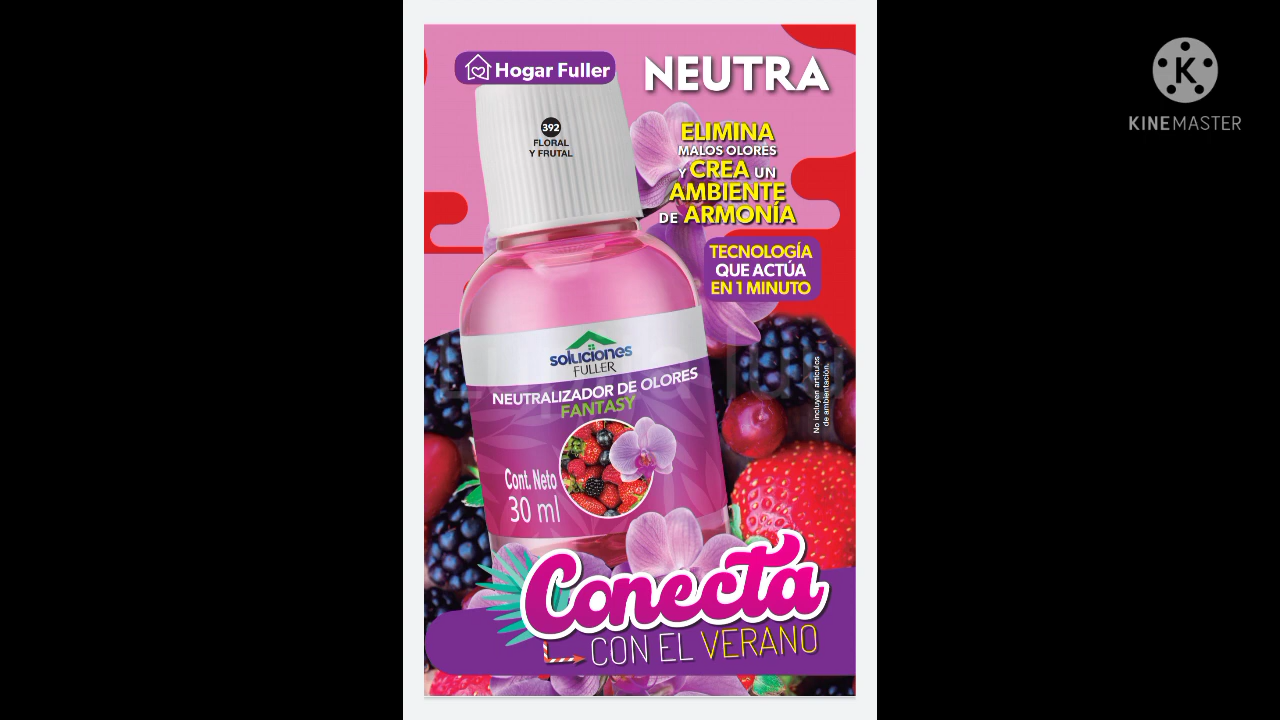 Hogar Fuller
NEUTRA
392
FLORAL
Y FRUTAL
ELIMINA
MALOS OLORES
Y CREA UN
AMBIENTE
DE ARMONÍA
TECNOLOGÍA
QUE ACTÚA
EN 1 MINUTO
soluciones
FULLER
NEUTRALIZADOR DE OLORES
FANTASY
Cont. Neto
30 ml
No incluyen artículos
de ambientación.
Conecta
CON EL VERANO
K
KINEMASTER